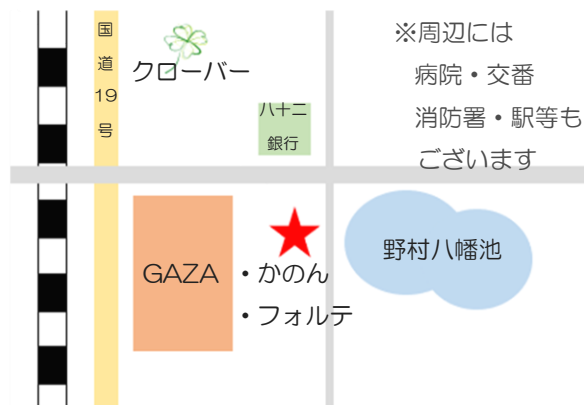 国道19号
クローバー
八十二
銀行
※周辺には
病院・交番
消防署・駅等も
ございます
GAZA
・かのん
・フォルテ
野村八幡池